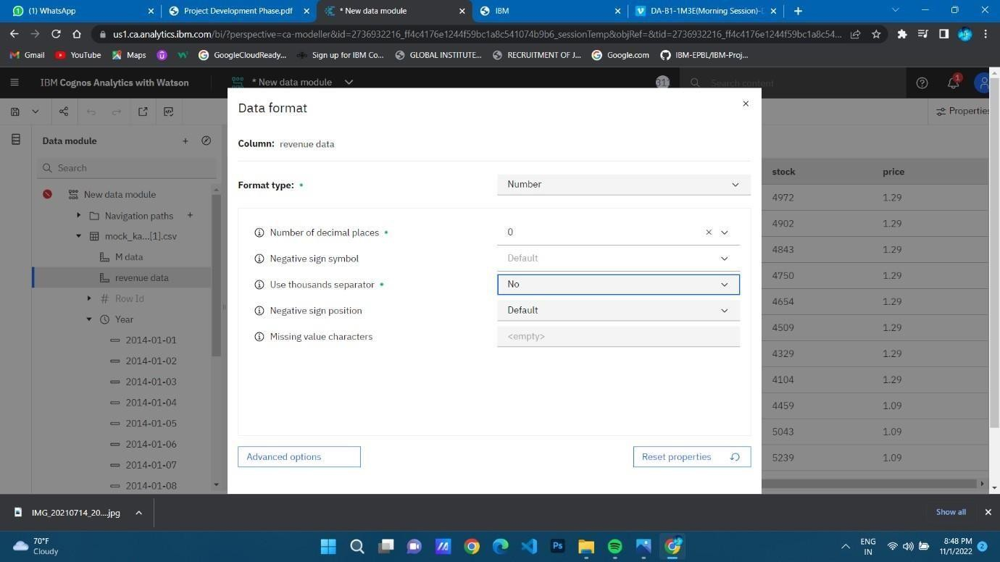 (1) WhatsApp
Project Development Phase.pdf
* New data module
IBM
DA-B1-1M3E(Morning Session)-D
us1.ca.analytics.ibm.com/bi/?perspective=ca-modeller&id=2736932216_ff4c4176e1244f59bc1a8c541074b9b6_sessionTemp&objRef=&tid=2736932216_ff4c4176e1244f59bc1a8c54...
Gmail
YouTube
Maps
GoogleCloudReady...
Sign up for IBM Co...
GLOBAL INSTITUTE...
RECRUITMENT OF J...
Google.com
IBM-EPBL/IBM-Proj...
IBM Cognos Analytics with Watson
* New data module
311
Search content
1
Properties
Data module
Search
New data module
Navigation paths
mock_ka...[1].csv
M data
revenue data
Row Id
Year
2014-01-01
2014-01-02
2014-01-03
2014-01-04
2014-01-05
2014-01-06
2014-01-07
2014-01-08
Data format
Column: revenue data
Format type:
Number
Number of decimal places
0
Negative sign symbol
Default
Use thousands separator
No
Negative sign position
Default
Missing value characters
<empty>
Advanced options
Reset properties
stock price
4972 1.29
4902 1.29
4843 1.29
4750 1.29
4654 1.29
4509 1.29
4329 1.29
4104 1.29
4459 1.09
5043 1.09
5239 1.09
IMG_20210714_20....jpg
Show all
70°F
Cloudy
Ps
ENG
IN
8:48 PM
11/1/2022
2